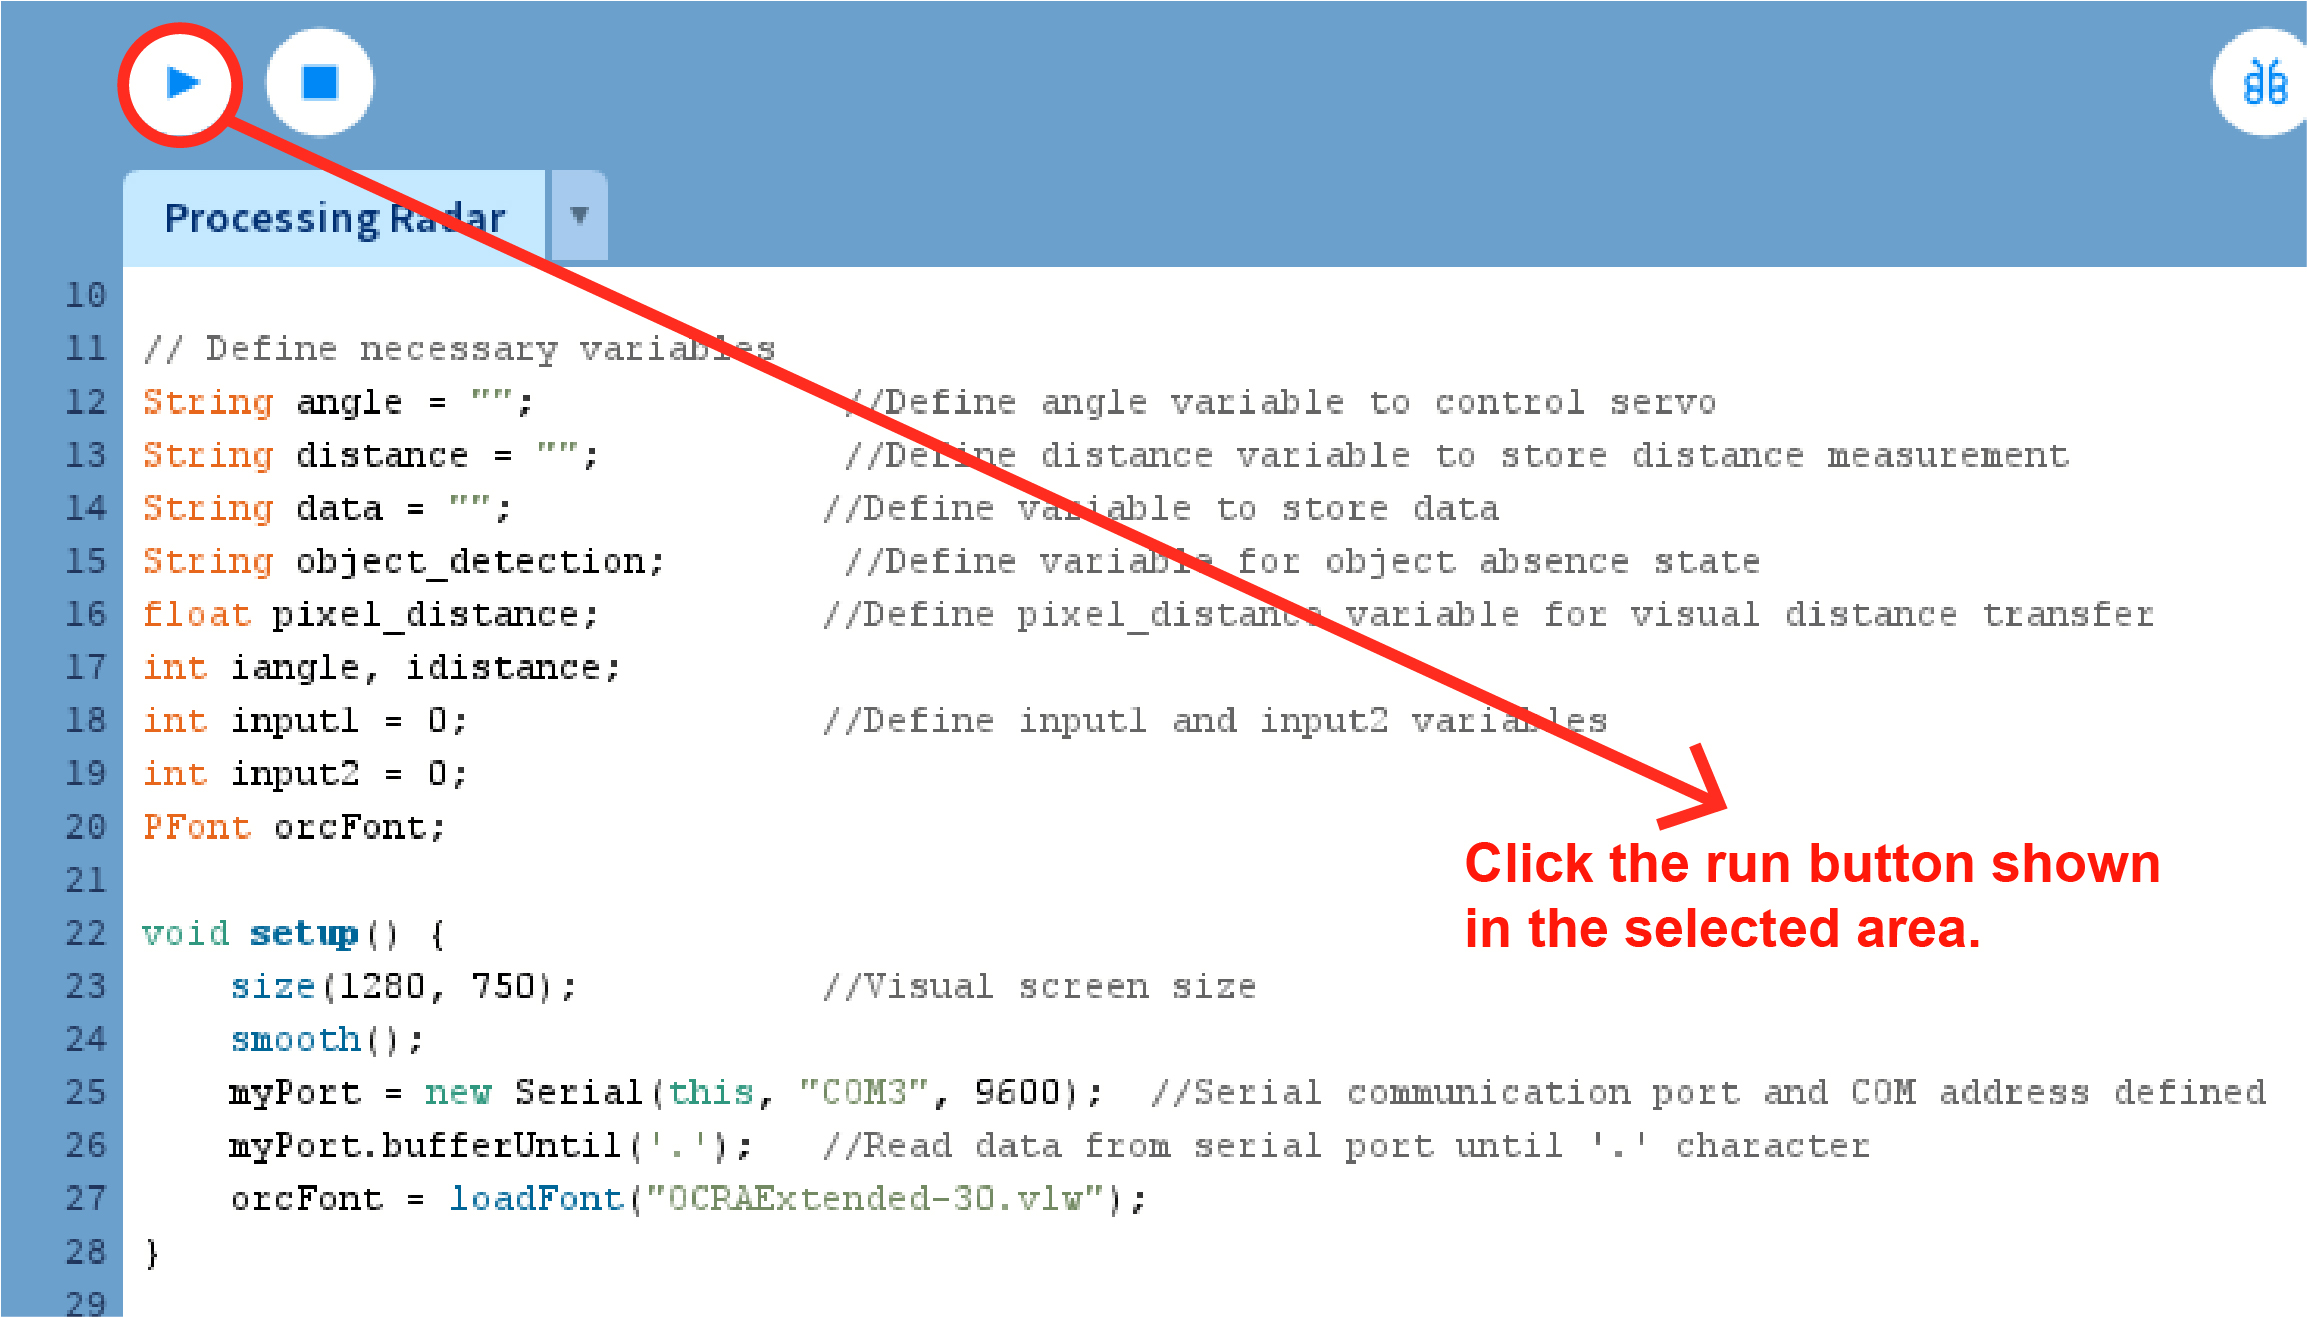 Processing Radar
10
11 // Define necessary variables
12 String angle = ""; //Define angle variable to control servo
13 String distance = ""; //Define distance variable to store distance measurement
14 String data = ""; //Define variable to store data
15 String object_detection; //Define variable for object absence state
16 float pixel_distance; //Define pixel_distance variable for visual distance transfer
17 int iangle, idistance;
18 int input1 = 0; //Define input1 and input2 variables
19 int input2 = 0;
20 PFont orcFont;
21
Click the run button shown
in the selected area.
22 void setup() {
23 size(1280, 750); //Visual screen size
24 smooth();
25 myPort = new Serial(this, "COM3", 9600); //Serial communication port and COM address defined
26 myPort.bufferUntil('.'); //Read data from serial port until '.' character
27 orcFont = loadFont("OCRAExtended-30.vlw");
28 }
29